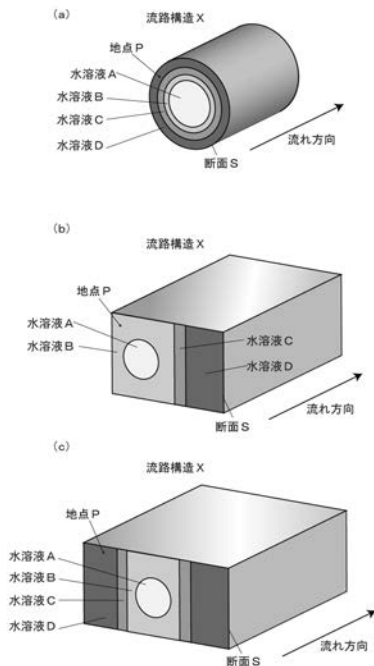 (a)
流路構造X
地点P
水溶液A
水溶液B
水溶液C
水溶液D
断面S
流れ方向
(b)
流路構造X
地点P
水溶液A
水溶液B
水溶液C
水溶液D
断面S
流れ方向
(c)
流路構造X
地点P
水溶液A
水溶液B
水溶液C
水溶液D
断面S
流れ方向